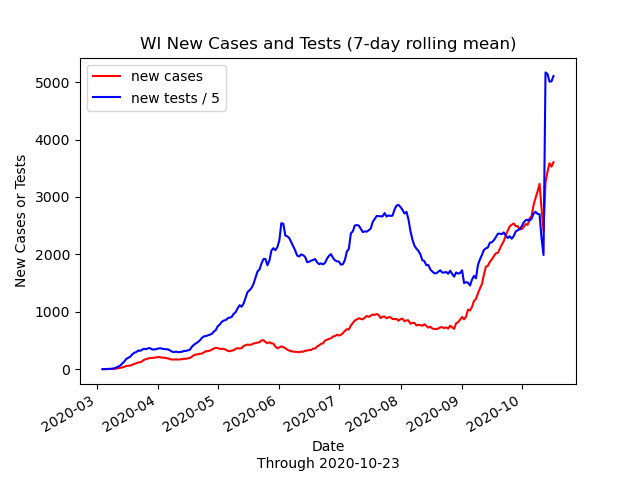 WI New Cases and Tests (7-day rolling mean)
new cases
new tests / 5
New Cases or Tests
5000
4000
3000
2000
1000
0
2020-03
2020-04
2020-05
2020-06
2020-07
2020-08
2020-09
2020-10
Date
Through 2020-10-23